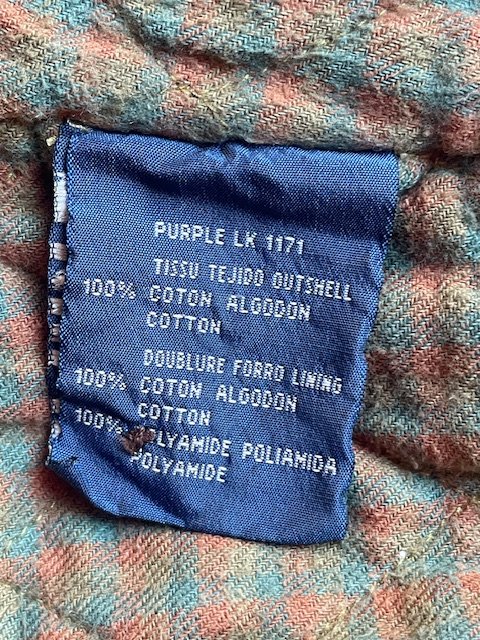 PURPLE LK 1171
TISSU TEJIDO OUTSHELL
100% COTON ALGODON
COTTON
DOUBLURE FORRO LINING
100% COTON ALGODON
COTTON
100% POLIAMIDA
POLYAMIDE